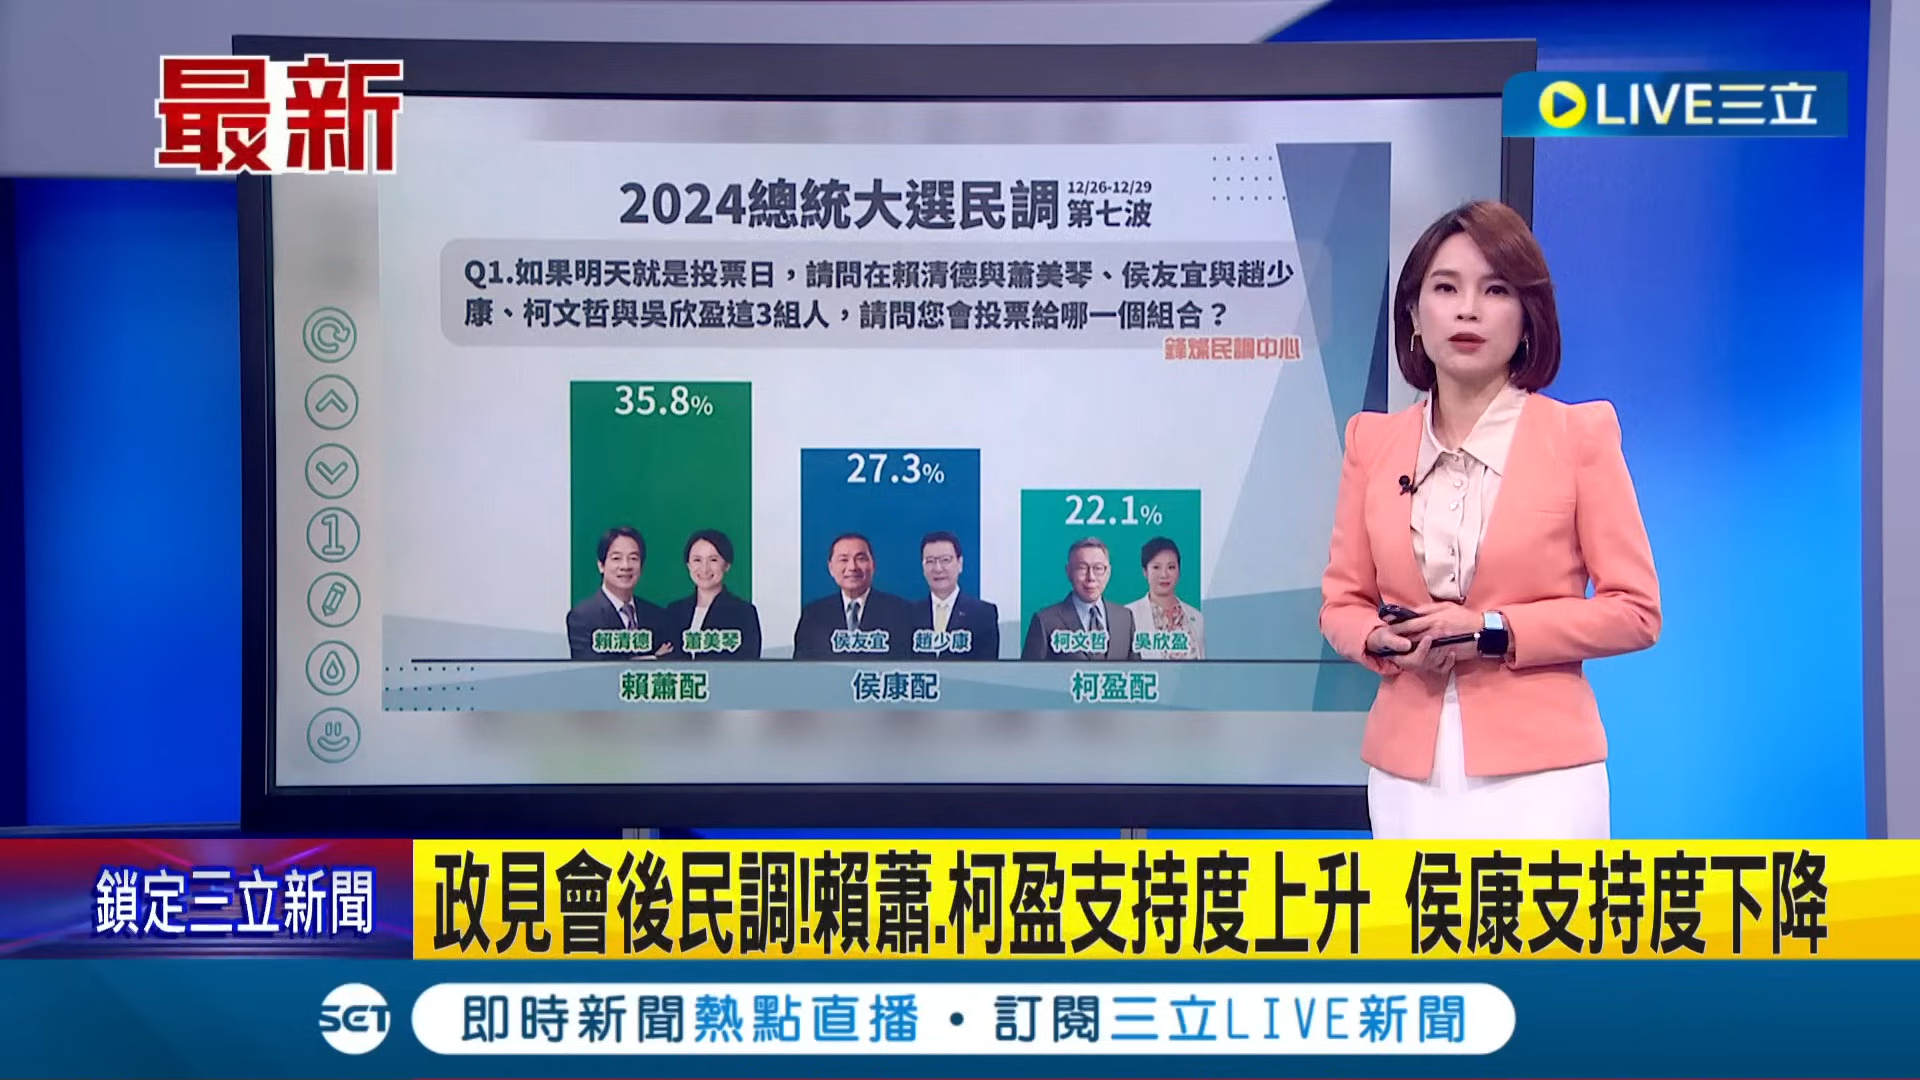 最新
LIVE三立
2024總統大選民調
12/26-12/29
第七波
Q1.如果明天就是投票日，請問在賴清德與蕭美琴、侯友宜與趙少
康、柯文哲與吳欣盈這3組人，請問您會投票給哪一個組合？
鋒燦民調中心
35.8%
27.3%
22.1%
賴清德 蕭美琴 侯友宜 趙少康 柯文哲 吳欣盈
賴蕭配 侯康配 柯盈配
1
鎖定三立新聞
政見會後民調!賴蕭.柯盈支持度上升 侯康支持度下降
SET 即時新聞熱點直播・訂閱三立LIVE新聞